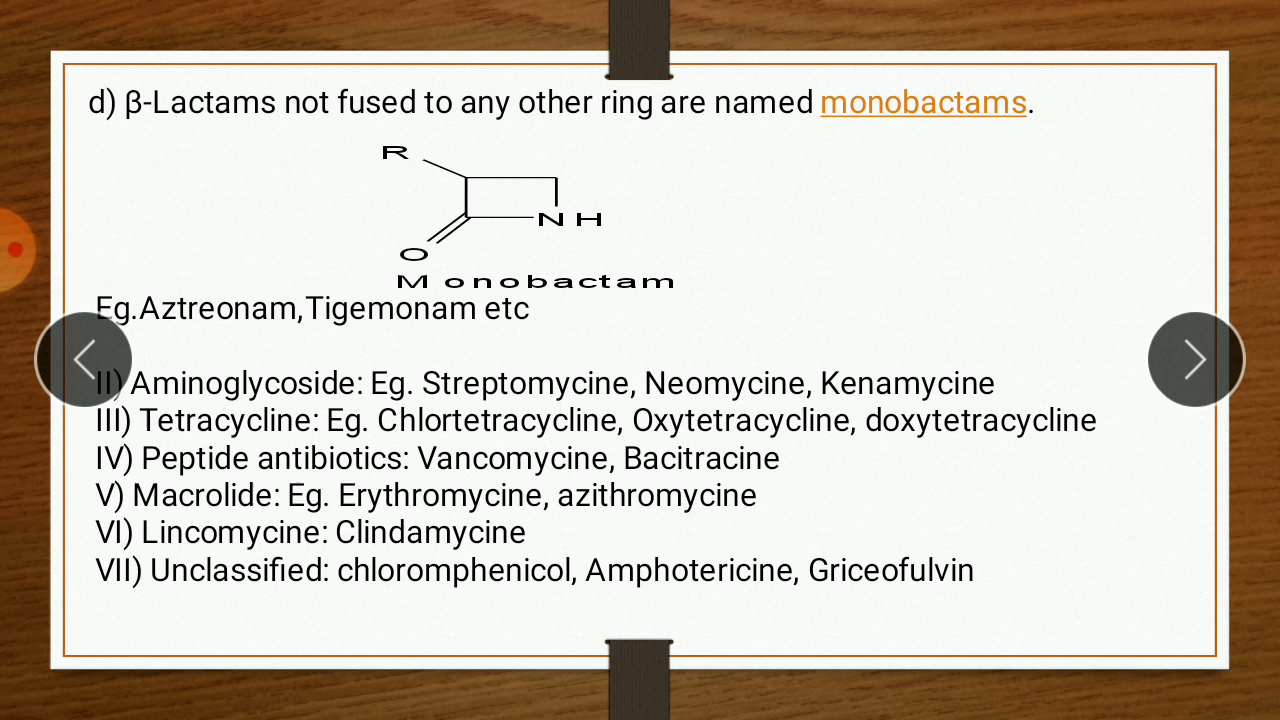 d) β-Lactams not fused to any other ring are named monobactams.
R
N H
O
M onobactam
Eg.Aztreonam,Tigemonam etc
II) Aminoglycoside: Eg. Streptomycine, Neomycine, Kenamycine
III) Tetracycline: Eg. Chlortetracycline, Oxytetracycline, doxytetracycline
IV) Peptide antibiotics: Vancomycine, Bacitracine
V) Macrolide: Eg. Erythromycine, azithromycine
VI) Lincomycine: Clindamycine
VII) Unclassified: chloromphenicol, Amphotericine, Griceofulvin